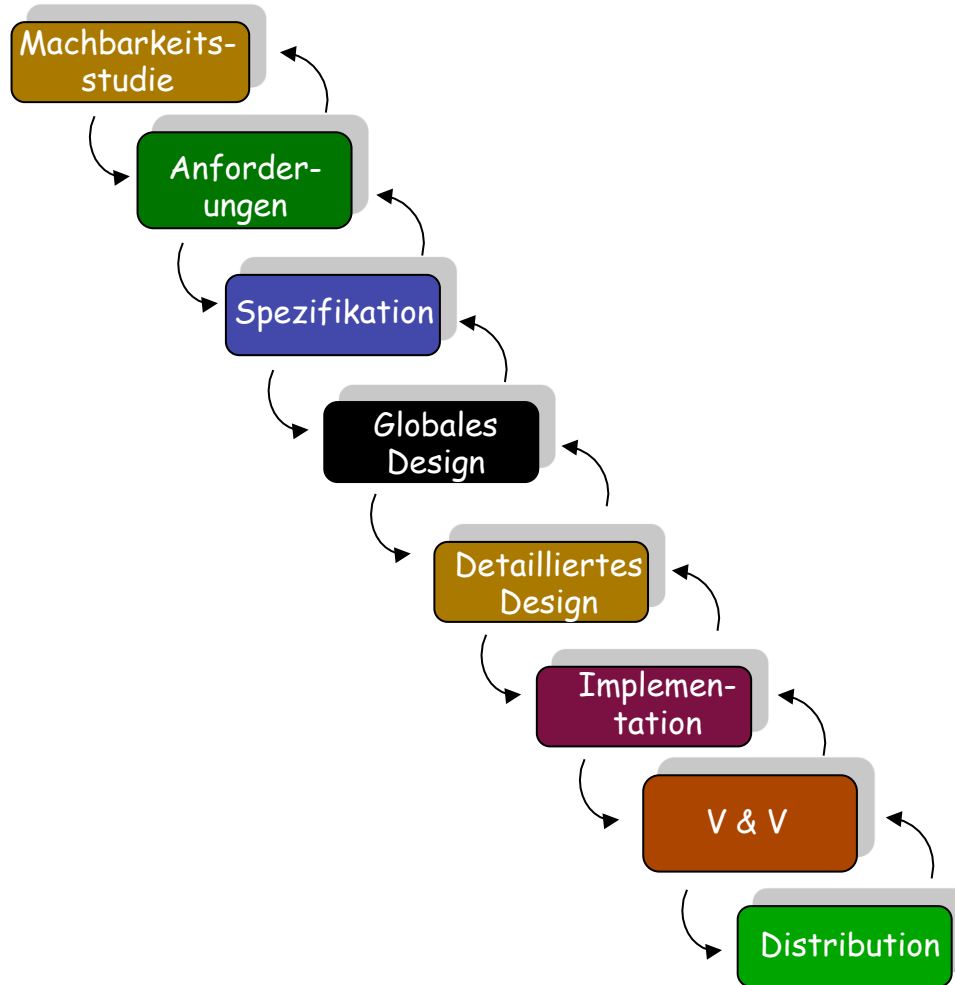 Machbarkeits-
studie
Anforder-
ungen
Spezifikation
Globales
Design
Detailliertes
Design
Implemen-
tation
V & V
Distribution